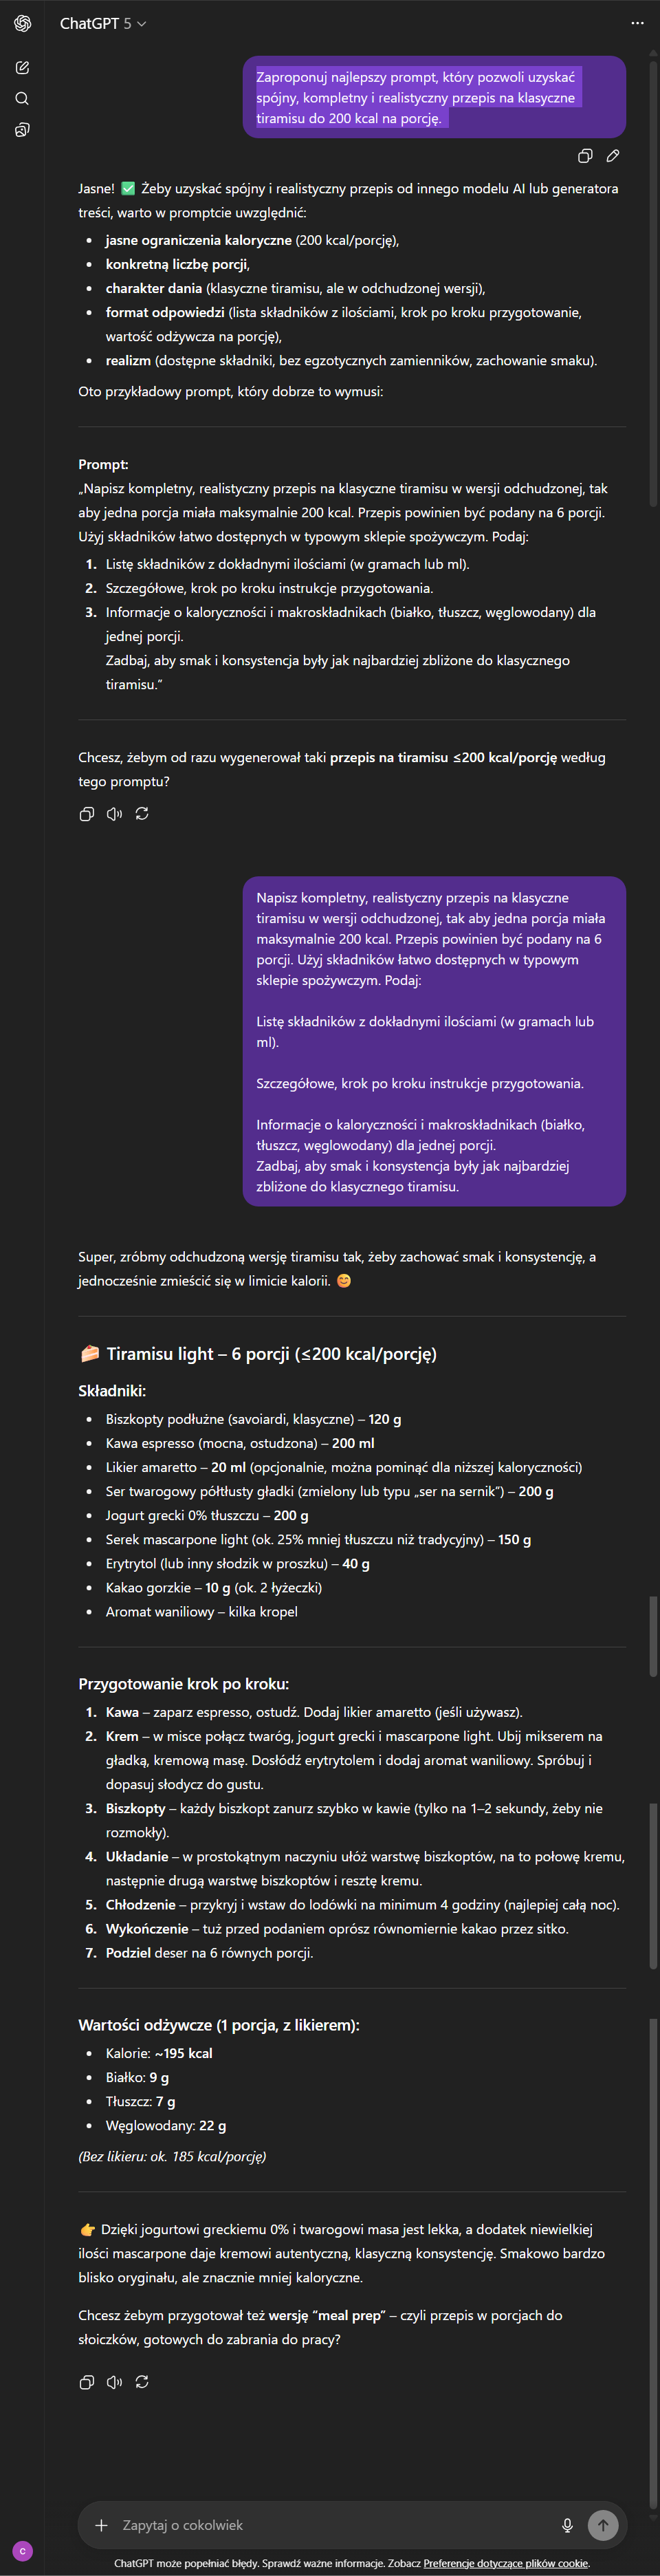 ChatGPT 5
Zaproponuj najlepszy prompt, który pozwoli uzyskać
spójny, kompletny i realistyczny przepis na klasyczne
tiramisu do 200 kcal na porcję.
Jasne! ✅ Żeby uzyskać spójny i realistyczny przepis od innego modelu AI lub generatora
treści, warto w promptcie uwzględnić:
• jasne ograniczenia kaloryczne (200 kcal/porcję),
• konkretną liczbę porcji,
• charakter dania (klasyczne tiramisu, ale w odchudzonej wersji),
• format odpowiedzi (lista składników z ilościami, krok po kroku przygotowanie,
wartość odżywcza na porcję),
• realizm (dostępne składniki, bez egzotycznych zamienników, zachowanie smaku).
Oto przykładowy prompt, który dobrze to wymusi:
Prompt:
„Napisz kompletny, realistyczny przepis na klasyczne tiramisu w wersji odchudzonej, tak
aby jedna porcja miała maksymalnie 200 kcal. Przepis powinien być podany na 6 porcji.
Użyj składników łatwo dostępnych w typowym sklepie spożywczym. Podaj:
1. Listę składników z dokładnymi ilościami (w gramach lub ml).
2. Szczegółowe, krok po kroku instrukcje przygotowania.
3. Informacje o kaloryczności i makroskładnikach (białko, tłuszcz, węglowodany) dla
jednej porcji.
Zadbaj, aby smak i konsystencja były jak najbardziej zbliżone do klasycznego
tiramisu.”
Chcesz, żebym od razu wygenerował taki przepis na tiramisu ≤200 kcal/porcję według
tego promptu?
Napisz kompletny, realistyczny przepis na klasyczne
tiramisu w wersji odchudzonej, tak aby jedna porcja miała
maksymalnie 200 kcal. Przepis powinien być podany na 6
porcji. Użyj składników łatwo dostępnych w typowym
sklepie spożywczym. Podaj:
Listę składników z dokładnymi ilościami (w gramach lub
ml).
Szczegółowe, krok po kroku instrukcje przygotowania.
Informacje o kaloryczności i makroskładnikach (białko,
tłuszcz, węglowodany) dla jednej porcji.
Zadbaj, aby smak i konsystencja były jak najbardziej
zbliżone do klasycznego tiramisu.
Super, zróbmy odchudzoną wersję tiramisu tak, żeby zachować smak i konsystencję, a
jednocześnie zmieścić się w limicie kalorii. 😊
🍰 Tiramisu light – 6 porcji (≤200 kcal/porcję)
Składniki:
• Biszkopty podłużne (savoiardi, klasyczne) – 120 g
• Kawa espresso (mocna, ostudzona) – 200 ml
• Likier amaretto – 20 ml (opcjonalnie, można pominąć dla niższej kaloryczności)
• Ser twarogowy półtłusty gładki (zmielony lub typu „ser na sernik”) – 200 g
• Jogurt grecki 0% tłuszczu – 200 g
• Serek mascarpone light (ok. 25% mniej tłuszczu niż tradycyjny) – 150 g
• Erytrytol (lub inny słodzik w proszku) – 40 g
• Kakao gorzkie – 10 g (ok. 2 łyżeczki)
• Aromat waniliowy – kilka kropel
Przygotowanie krok po kroku:
1. Kawa – zaparz espresso, ostudź. Dodaj likier amaretto (jeśli używasz).
2. Krem – w misce połącz twaróg, jogurt grecki i mascarpone light. Ubij mikserem na
gładką, kremową masę. Dosłódź erytrytolem i dodaj aromat waniliowy. Spróbuj i
dopasuj słodycz do gustu.
3. Biszkopty – każdy biszkopt zanurz szybko w kawie (tylko na 1–2 sekundy, żeby nie
rozmokły).
4. Układanie – w prostokątnym naczyniu ułóż warstwę biszkoptów, na to połowę kremu,
następnie drugą warstwę biszkoptów i resztę kremu.
5. Chłodzenie – przykryj i wstaw do lodówki na minimum 4 godziny (najlepiej całą noc).
6. Wykończenie – tuż przed podaniem oprósz równomiernie kakao przez sitko.
7. Podziel deser na 6 równych porcji.
Wartości odżywcze (1 porcja, z likierem):
• Kalorie: ~195 kcal
• Białko: 9 g
• Tłuszcz: 7 g
• Węglowodany: 22 g
(Bez likieru: ok. 185 kcal/porcję)
👉 Dzięki jogurtowi greckiemu 0% i twarogowi masa jest lekka, a dodatek niewielkiej
ilości mascarpone daje kremowi autentyczną, klasyczną konsystencję. Smakowo bardzo
blisko oryginału, ale znacznie mniej kaloryczne.
Chcesz żebym przygotował też wersję “meal prep” – czyli przepis w porcjach do
słoiczków, gotowych do zabrania do pracy?
Zapytaj o cokolwiek
C
ChatGPT może popełniać błędy. Sprawdź ważne informacje. Zobacz Preferencje dotyczące plików cookie.